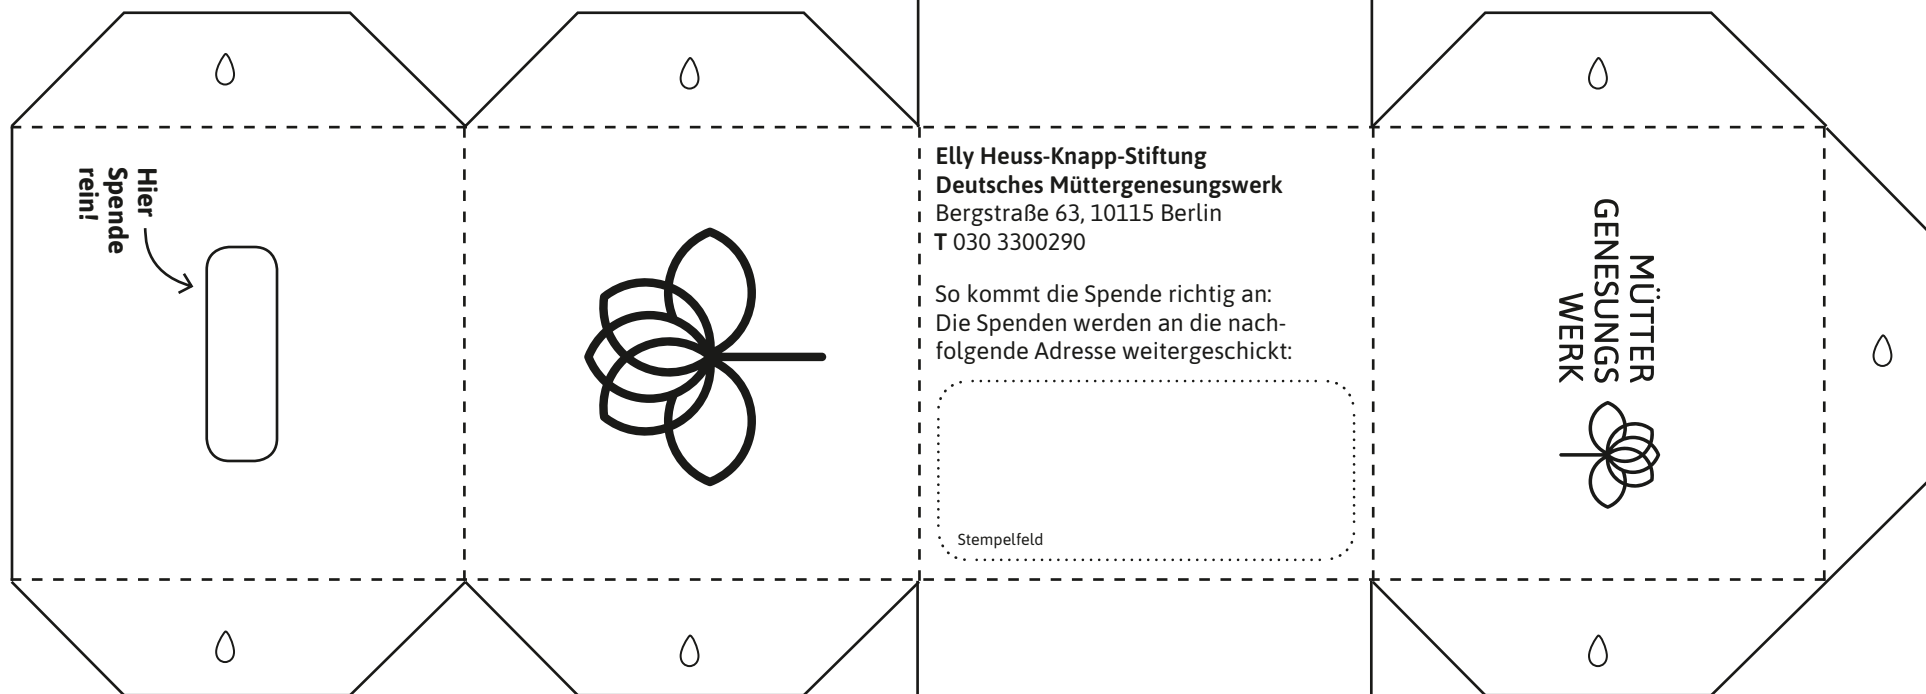 Hier
Spende
rein!
Elly Heuss-Knapp-Stiftung
Deutsches Müttergenesungswerk
Bergstraße 63, 10115 Berlin
T 030 3300290
So kommt die Spende richtig an:
Die Spenden werden an die nach-
folgende Adresse weitergeschickt:
Stempelfeld
MÜTTER
GENESUNGS
WERK